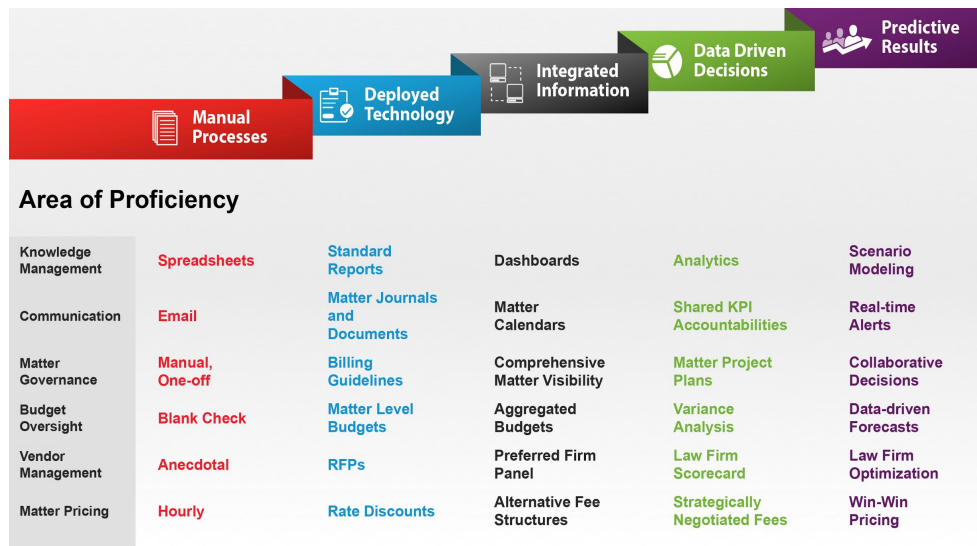 Predictive
Results
Data Driven
Decisions
Integrated
Information
Deployed
Technology
Manual
Processes
Area of Proficiency
Knowledge
Management
Spreadsheets
Standard
Reports
Dashboards
Analytics
Scenario
Modeling
Communication
Email
Matter Journals
and
Documents
Matter
Calendars
Shared KPI
Accountabilities
Real-time
Alerts
Matter
Governance
Manual,
One-off
Billing
Guidelines
Comprehensive
Matter Visibility
Matter Project
Plans
Collaborative
Decisions
Budget
Oversight
Blank Check
Matter Level
Budgets
Aggregated
Budgets
Variance
Analysis
Data-driven
Forecasts
Vendor
Management
Anecdotal
RFPs
Preferred Firm
Panel
Law Firm
Scorecard
Law Firm
Optimization
Matter Pricing
Hourly
Rate Discounts
Alternative Fee
Structures
Strategically
Negotiated Fees
Win-Win
Pricing